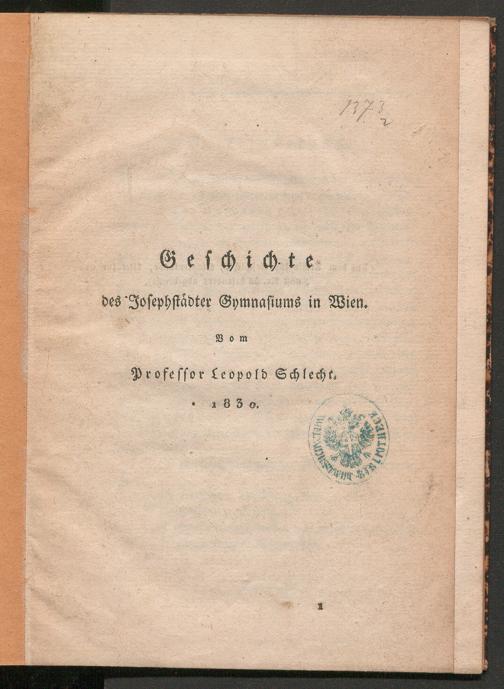 1373
2
Geschichte
des Josephstädter Gymnasiums in Wien.
Vom
Professor Leopold Schlecht.
1830.
1